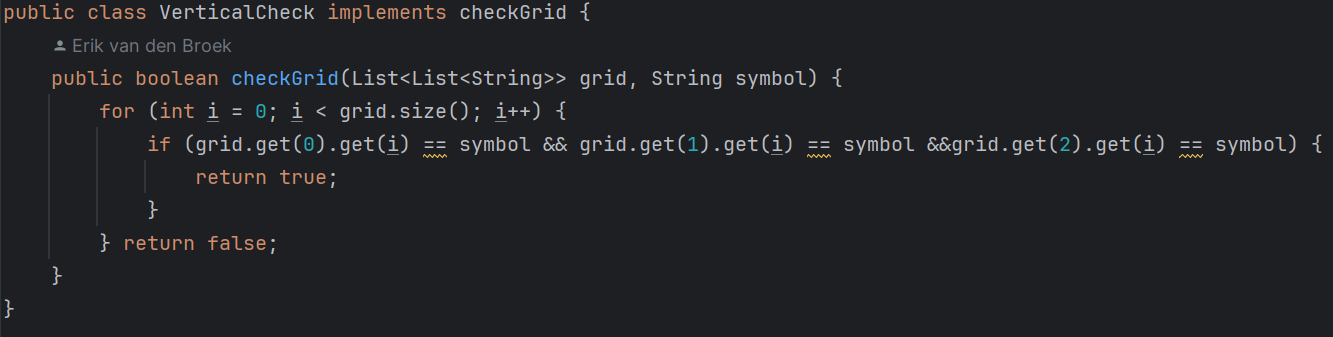 public class VerticalCheck implements checkGrid {
Erik van den Broek
public boolean checkGrid(List<List<String>> grid, String symbol) {
for (int i = 0; i < grid.size(); i++) {
if (grid.get(0).get(i) == symbol && grid.get(1).get(i) == symbol &&grid.get(2).get(i) == symbol) {
return true;
}
} return false;
}
}